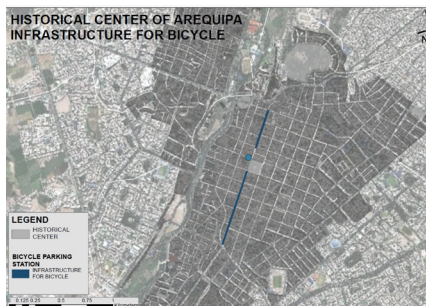 HISTORICAL CENTER OF AREQUIPA
INFRASTRUCTURE FOR BICYCLE
N
LEGEND
HISTORICAL
CENTER
BICYCLE PARKING
STATION
INFRASTRUCTURE
FOR BICYCLE
0.125 0.25 0.5 0.75
Kilometers